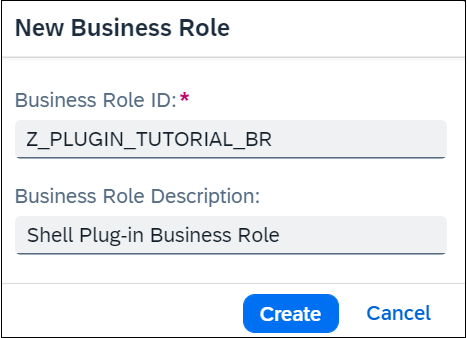 New Business Role
Business Role ID:*
Z_PLUGIN_TUTORIAL_BR
Business Role Description:
Shell Plug-in Business Role
Create Cancel